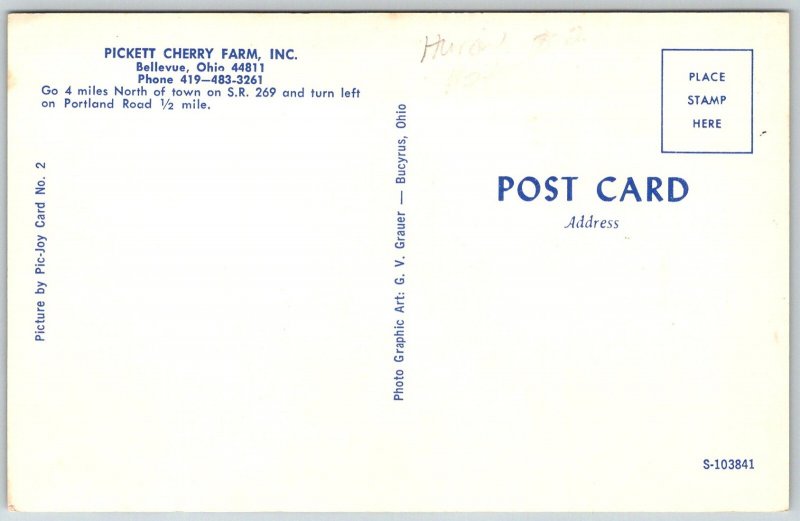 PICKETT CHERRY FARM, INC.
Bellevue, Ohio 44811
Phone 419—483-3261
Go 4 miles North of town on S.R. 269 and turn left
on Portland Road ½ mile.
Picture by Pic-Joy Card No. 2
Photo Graphic Art: G. V. Grauer — Bucyrus, Ohio
PLACE
STAMP
HERE
POST CARD
Address
S-103841